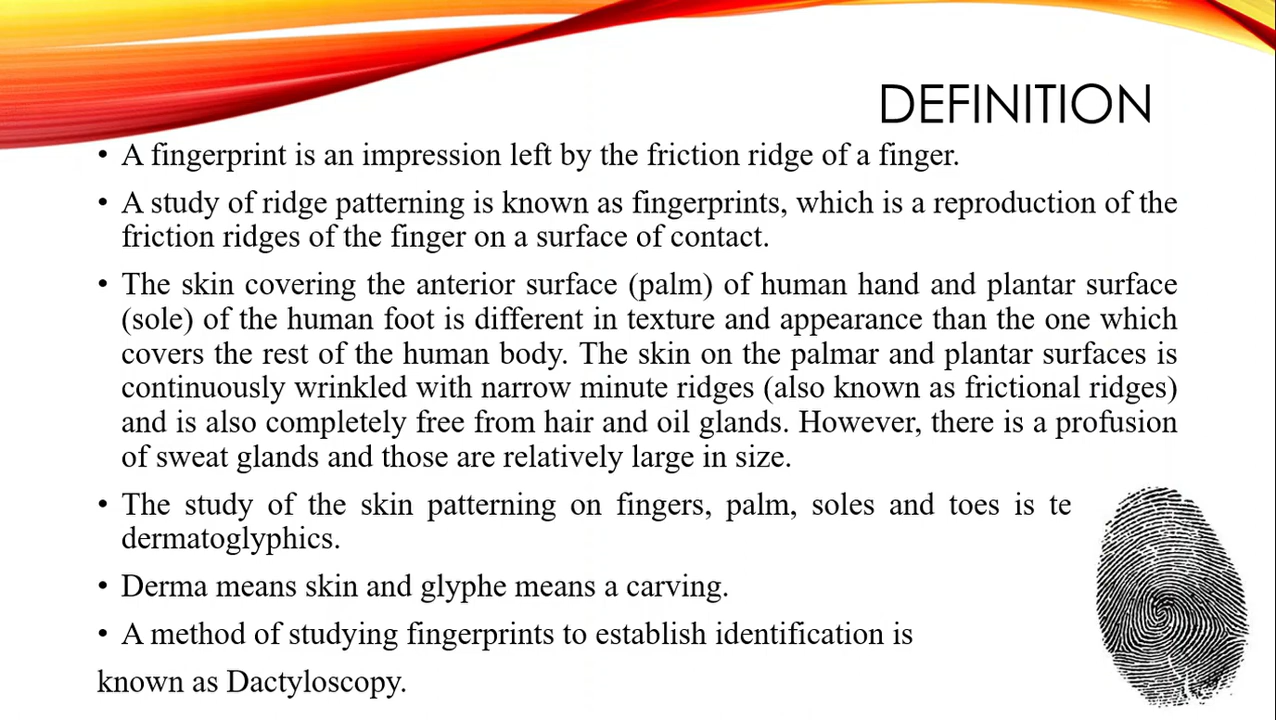 DEFINITION
• A fingerprint is an impression left by the friction ridge of a finger.
• A study of ridge patterning is known as fingerprints, which is a reproduction of the
friction ridges of the finger on a surface of contact.
• The skin covering the anterior surface (palm) of human hand and plantar surface
(sole) of the human foot is different in texture and appearance than the one which
covers the rest of the human body. The skin on the palmar and plantar surfaces is
continuously wrinkled with narrow minute ridges (also known as frictional ridges)
and is also completely free from hair and oil glands. However, there is a profusion
of sweat glands and those are relatively large in size.
• The study of the skin patterning on fingers, palm, soles and toes is te
dermatoglyphics.
• Derma means skin and glyphe means a carving.
• A method of studying fingerprints to establish identification is
known as Dactyloscopy.